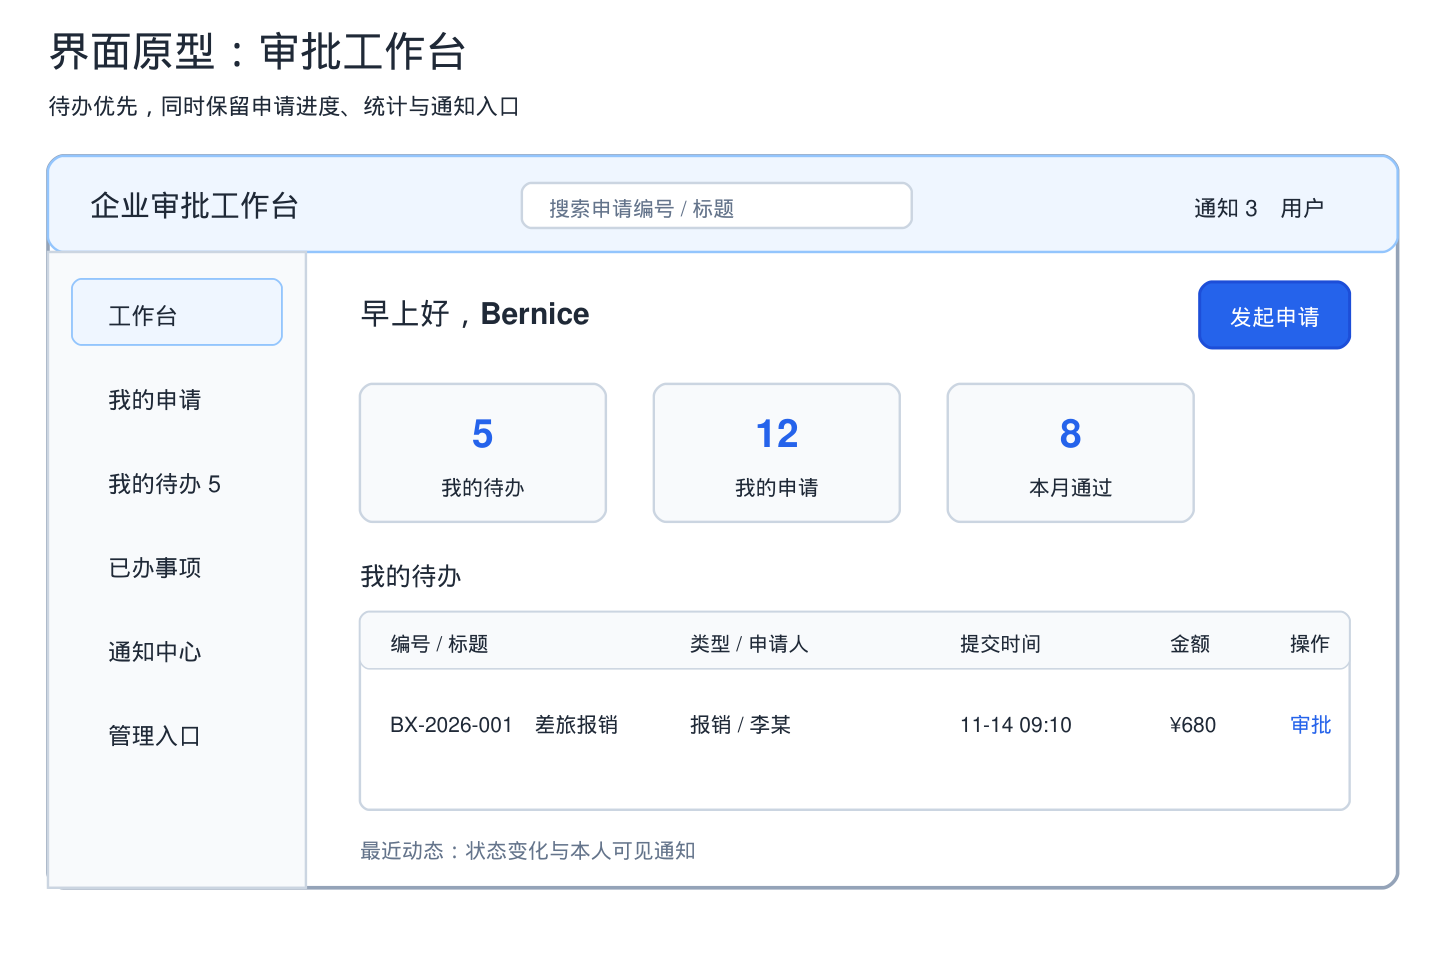 界面原型：审批工作台
待办优先，同时保留申请进度、统计与通知入口
企业审批工作台
搜索申请编号 / 标题
通知 3 用户
工作台
我的申请
我的待办 5
已办事项
通知中心
管理入口
早上好，Bernice
发起申请
5
我的待办
12
我的申请
8
本月通过
我的待办
编号 / 标题 类型 / 申请人 提交时间 金额 操作
BX-2026-001 差旅报销 报销 / 李某 11-14 09:10 ¥680 审批
最近动态：状态变化与本人可见通知